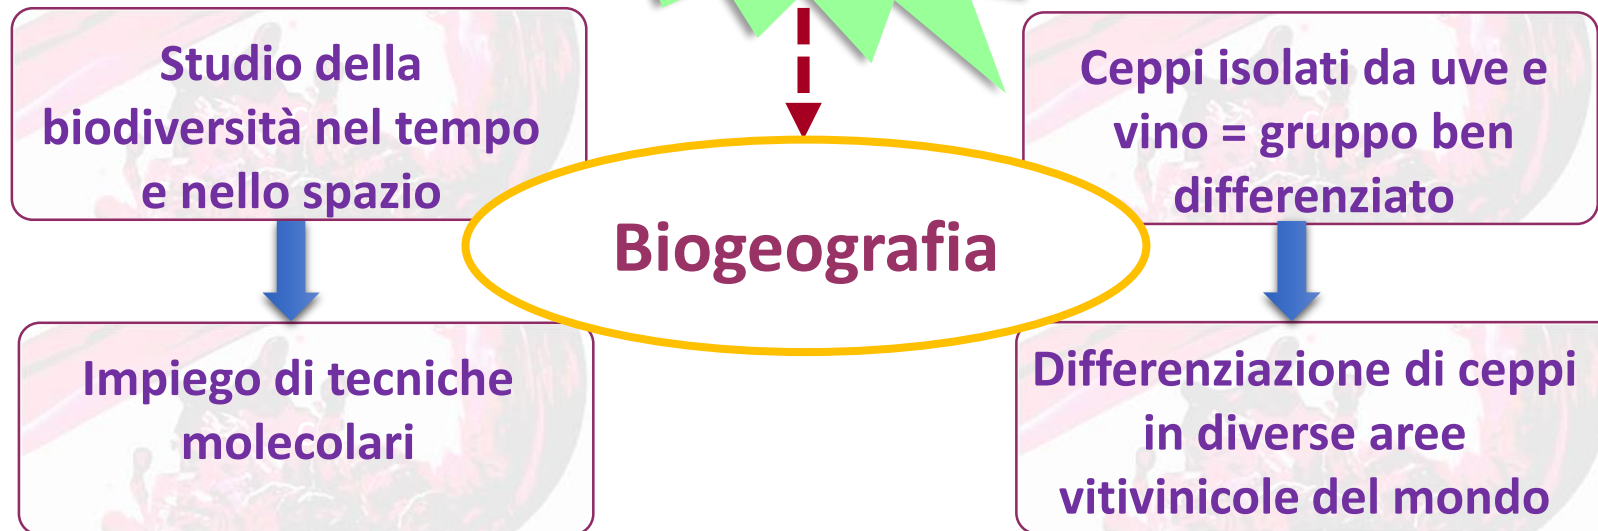 Studio della
biodiversità nel tempo
e nello spazio
Ceppi isolati da uve e
vino = gruppo ben
differenziato
Biogeografia
Impiego di tecniche
molecolari
Differenziazione di ceppi
in diverse aree
vitivinicole del mondo